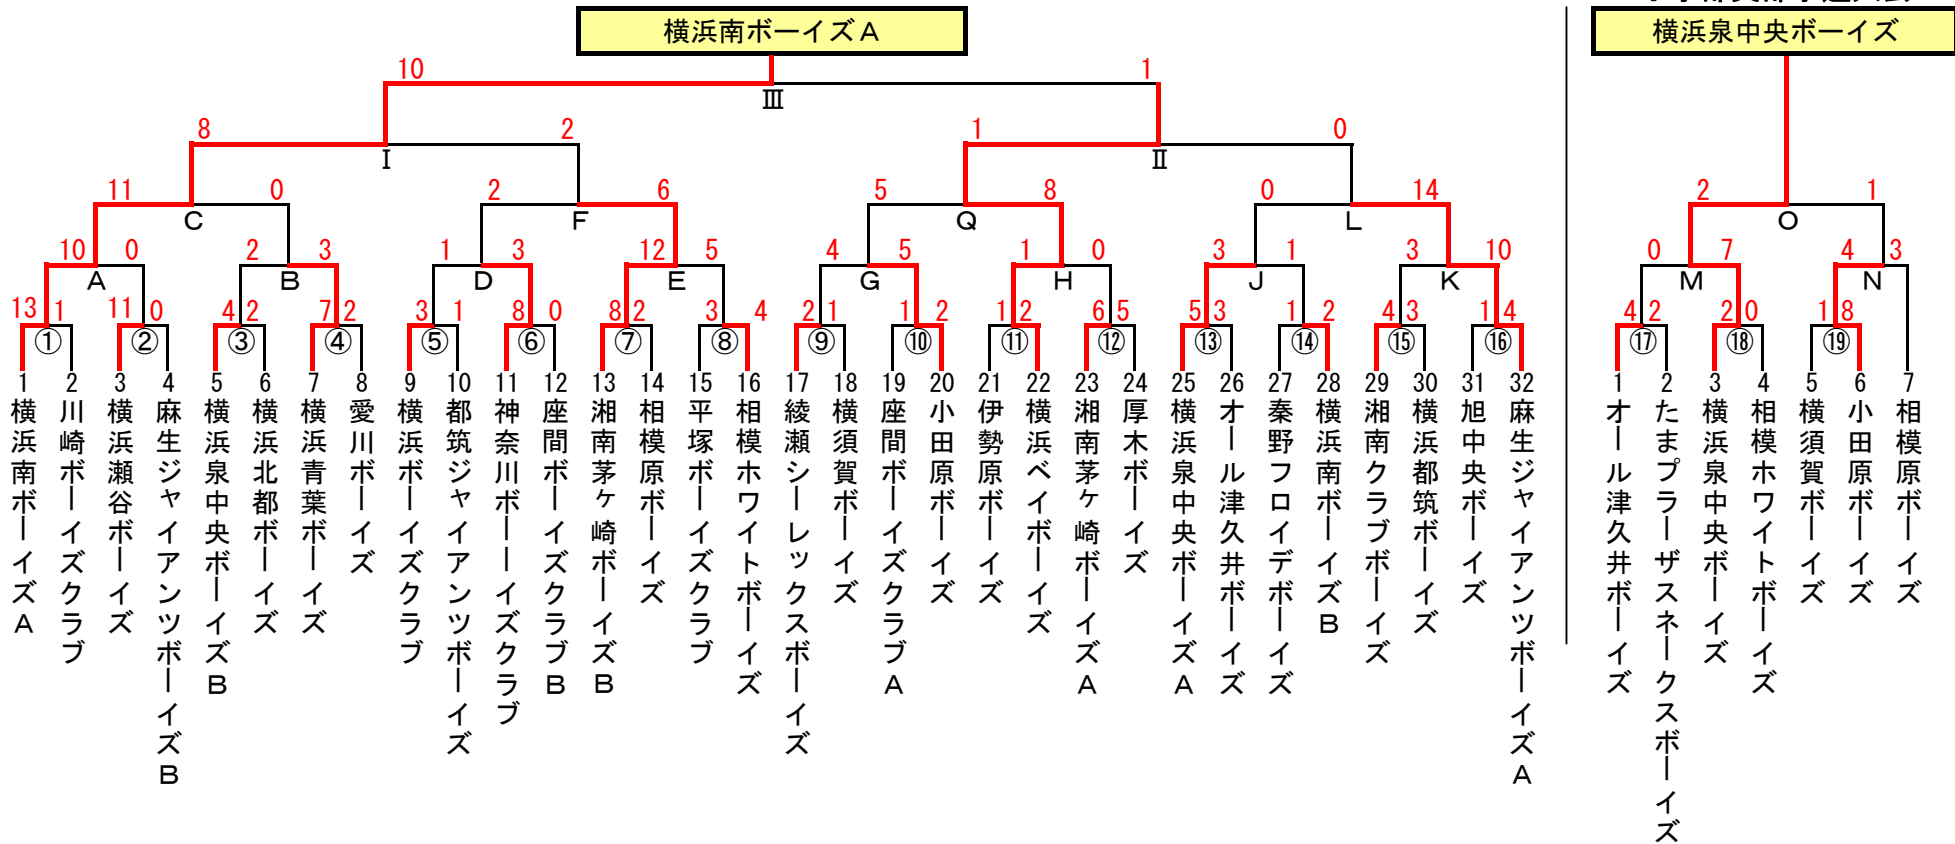 横浜南ボーイズA
横浜泉中央ボーイズ
10 1
Ⅲ
8 2 1 0
Ⅰ Ⅱ
11 0 2 6 5 8 0 14 2 1
C F Q L O
10 0 2 3 1 3 12 5 4 5 1 0 3 1 3 10 0 7 4 3
A B D E G H J K M N
13 1 11 0 4 2 7 2 3 1 8 0 8 2 3 4 2 1 1 2 1 2 6 5 5 3 1 2 4 3 1 4 4 2 2 0 1 8
① ② ③ ④ ⑤ ⑥ ⑦ ⑧ ⑨ ⑩ ⑪ ⑫ ⑬ ⑭ ⑮ ⑯ ⑰ ⑱ ⑲
1 横浜南ボーイズA
2 川崎ボーイズクラブ
3 横浜瀬谷ボーイズ
4 麻生ジャイアンツボーイズB
5 横浜泉中央ボーイズB
6 横浜北都ボーイズ
7 横浜青葉ボーイズ
8 愛川ボーイズ
9 横浜ボーイズクラブ
10 都筑ジャイアンツボーイズ
11 神奈川ボーイズクラブ
12 座間ボーイズクラブB
13 湘南茅ヶ崎ボーイズB
14 相模原ボーイズ
15 平塚ボーイズクラブ
16 相模ホワイトボーイズ
17 綾瀬シーレックスボーイズ
18 横須賀ボーイズ
19 座間ボーイズクラブA
20 小田原ボーイズ
21 伊勢原ボーイズ
22 横浜ベイボーイズ
23 湘南茅ヶ崎ボーイズA
24 厚木ボーイズ
25 横浜泉中央ボーイズA
26 オール津久井ボーイズ
27 秦野フロイデボーイズ
28 横浜南ボーイズB
29 湘南クラブボーイズ
30 横浜都筑ボーイズ
31 旭中央ボーイズ
32 麻生ジャイアンツボーイズA
1 オール津久井ボーイズ
2 たまプラーザスネークスボーイズ
3 横浜泉中央ボーイズ
4 相模ホワイトボーイズ
5 横須賀ボーイズ
6 小田原ボーイズ
7 相模原ボーイズ